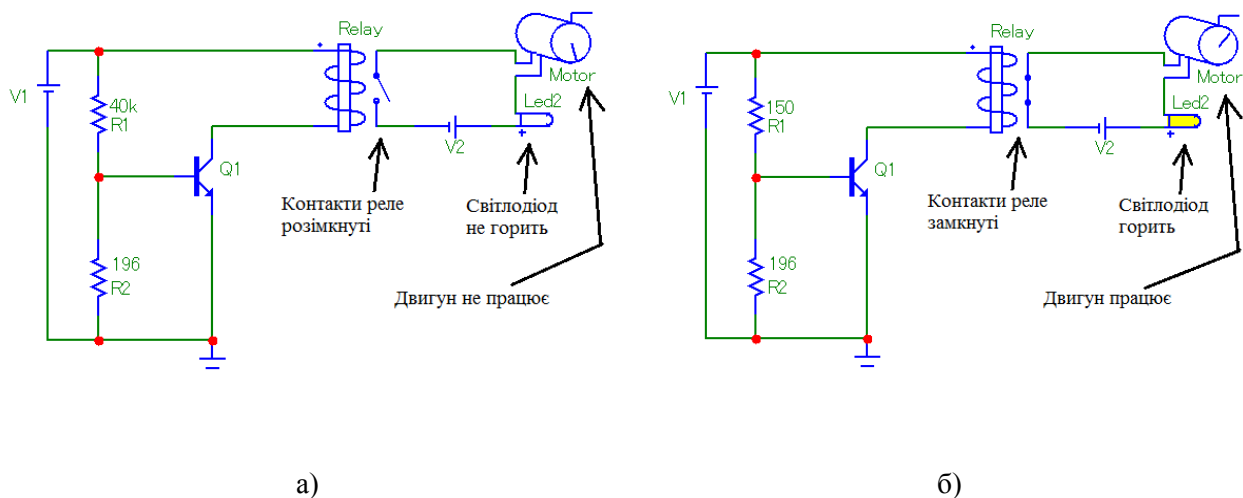 Relay
V1
40k
R1
Motor
Led2
V2
Q1
Контакти реле
розімкнуті
Світлодіод
не горить
196
R2
Двигун не працює
а)
Relay
V1
150
R1
Motor
Led2
V2
Q1
Контакти реле
замкнуті
Світлодіод
горить
196
R2
Двигун працює
б)